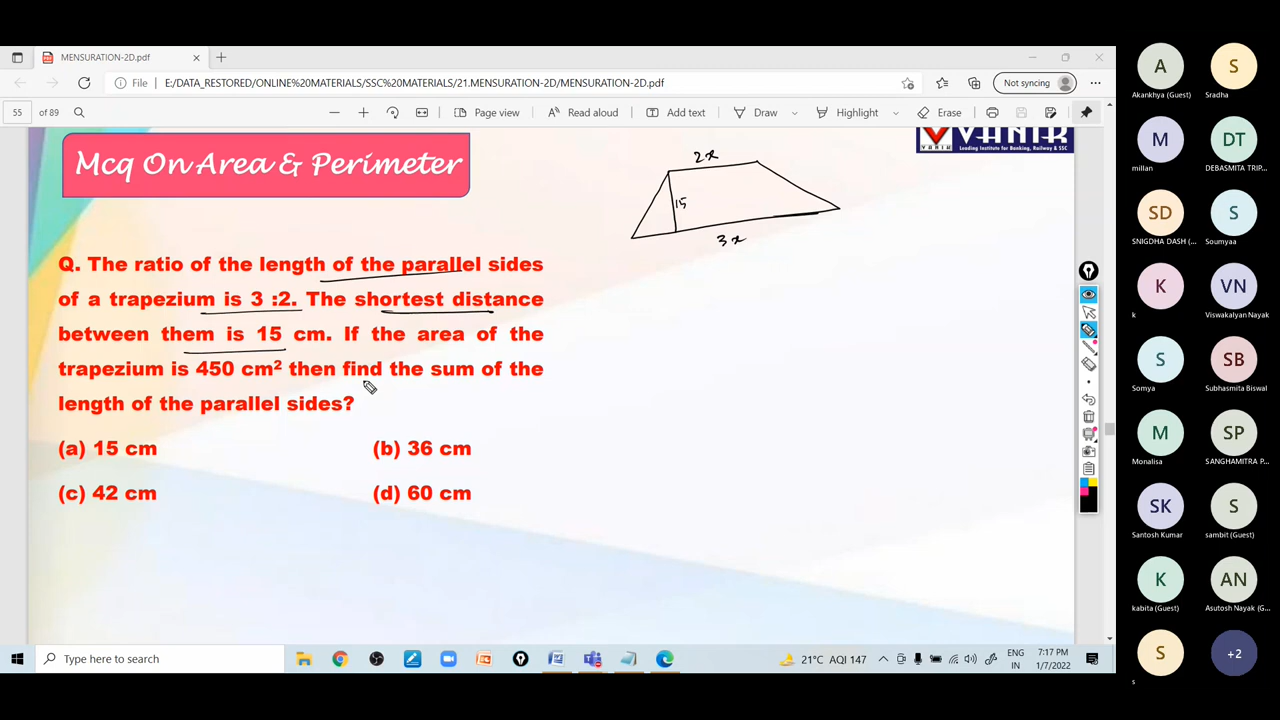 MENSURATION-2D.pdf
File E:/DATA_RESTORED/ONLINE%20MATERIALS/SSC%20MATERIALS/21.MENSURATION-2D/MENSURATION-2D.pdf Not syncing
55 of 89 Page view Read aloud Add text Draw Highlight Erase
Mcq On Area & Perimeter
VANIK
Leading Institute for Banking, Railway & SSC
2x
15
3x
Q. The ratio of the length of the parallel sides
of a trapezium is 3 :2. The shortest distance
between them is 15 cm. If the area of the
trapezium is 450 cm² then find the sum of the
length of the parallel sides?
(a) 15 cm (b) 36 cm
(c) 42 cm (d) 60 cm
A S
Akankhya (Guest) Sradha
M DT
millan DEBASMITA TRIP...
SD S
SNIGDHA DASH (... Soumyaa
K VN
k Viswakalyan Nayak
S SB
Somya Subhasmita Biswal
M SP
Monalisa SANGHAMITRA P...
SK S
Santosh Kumar sambit (Guest)
K AN
kabita (Guest) Asutosh Nayak (G...
S +2
s
Type here to search 21°C AQI 147 ENG IN 7:17 PM 1/7/2022